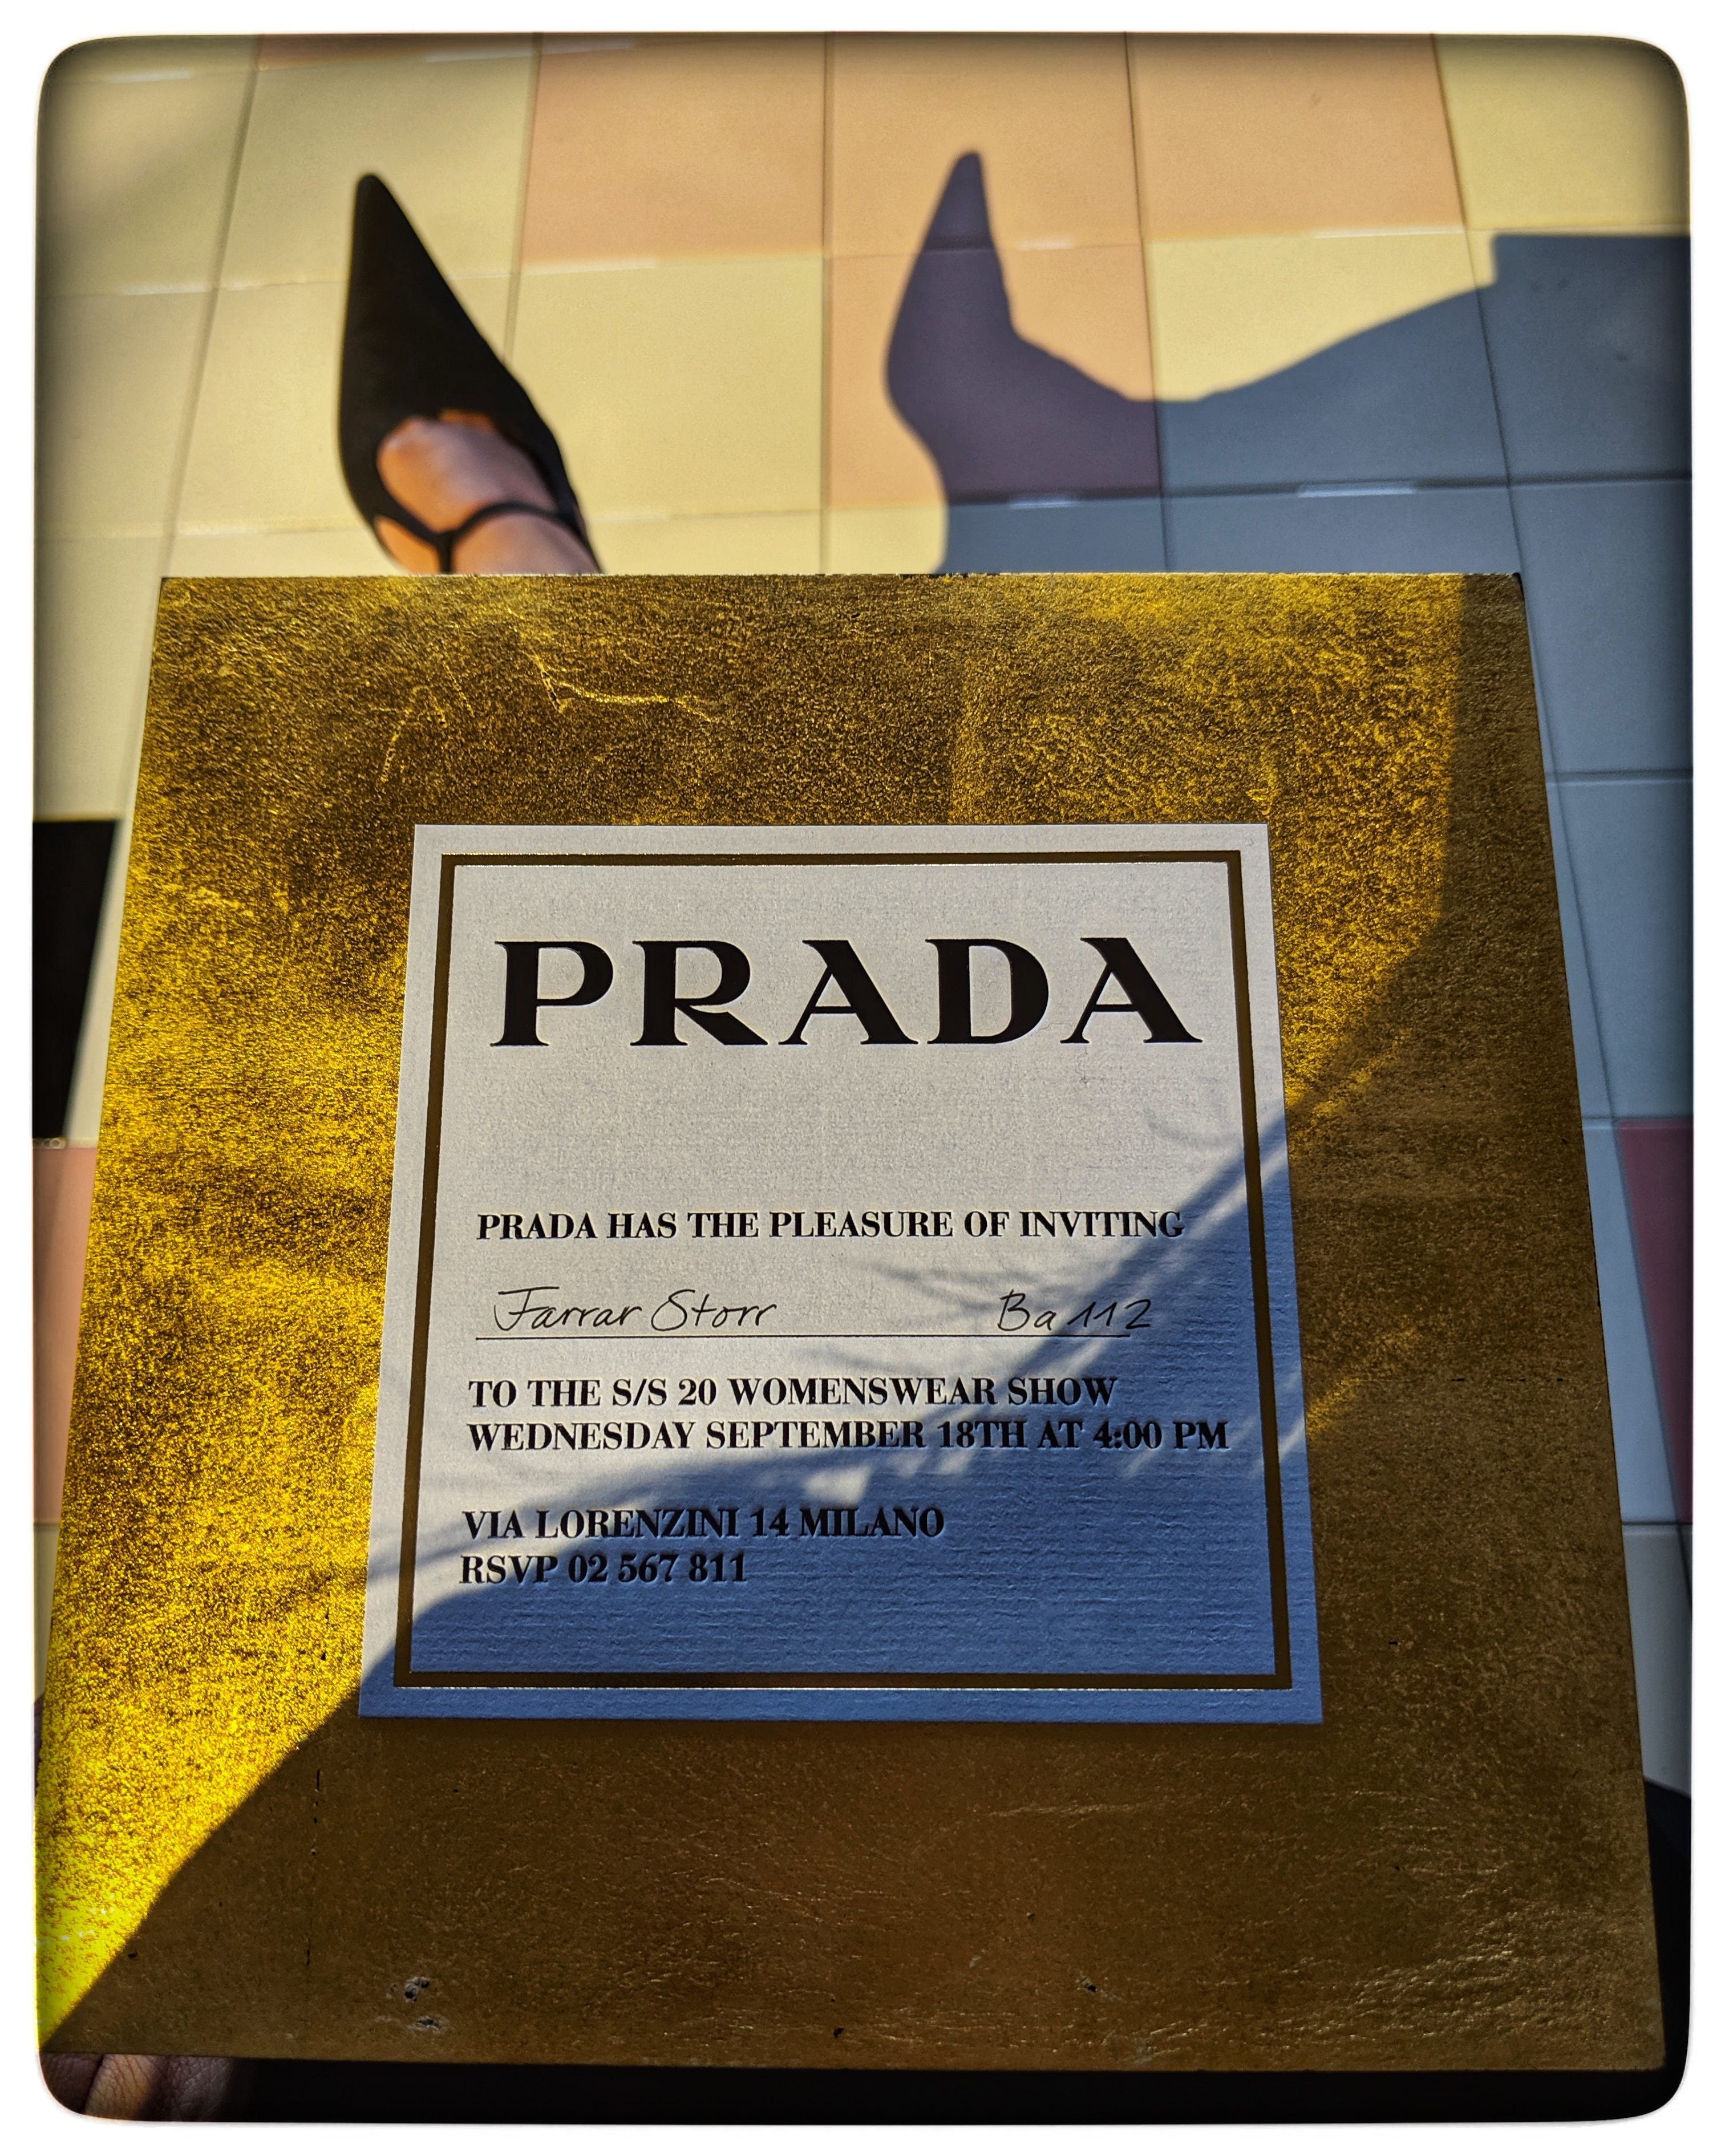 PRADA
PRADA HAS THE PLEASURE OF INVITING
Farrar Storr Ba 112
TO THE S/S 20 WOMENSWEAR SHOW
WEDNESDAY SEPTEMBER 18TH AT 4:00 PM
VIA LORENZINI 14 MILANO
RSVP 02 567 811